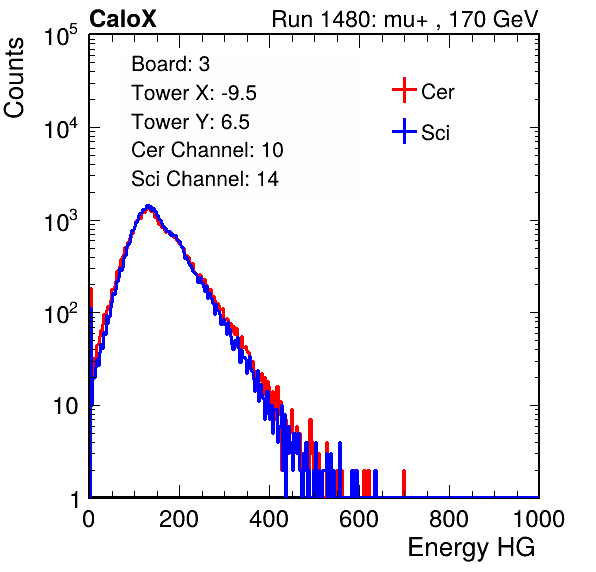 CaloX Run 1480: mu+ , 170 GeV
Counts
Board: 3
Tower X: -9.5
Tower Y: 6.5
Cer Channel: 10
Sci Channel: 14
Cer
Sci
10^5
10^4
10^3
10^2
10
1
0 200 400 600 800 1000
Energy HG